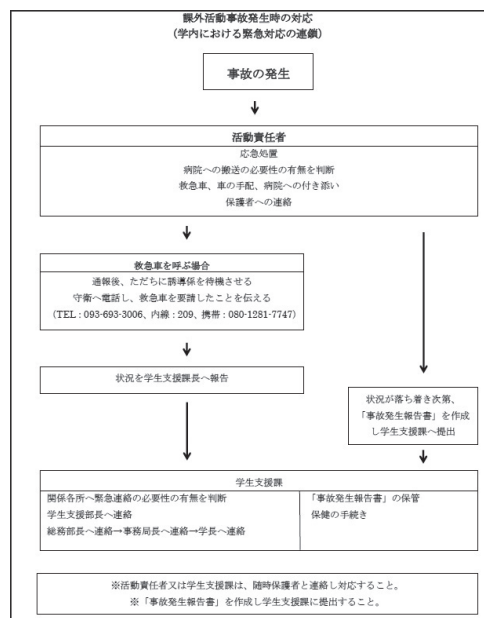 課外活動事故発生時の対応
(学内における緊急対応の連鎖)
事故の発生
活動責任者
応急処置
病院への搬送の必要性の有無を判断
救急車、車の手配、病院への付き添い
保護者への連絡
救急車を呼ぶ場合
通報後、ただちに誘導係を待機させる
守衛へ電話し、救急車を要請したことを伝える
(TEL:093-693-3006、内線:209、携帯:080-1281-7747)
状況を学生支援課長へ報告
状況が落ち着き次第、
「事故発生報告書」を作成
し学生支援課へ提出
学生支援課
関係各所へ緊急連絡の必要性の有無を判断
学生支援部長へ連絡
総務部長へ連絡→事務局長へ連絡→学長へ連絡
「事故発生報告書」の保管
保健の手続き
※活動責任者又は学生支援課は、随時保護者と連絡し対応すること。
※「事故発生報告書」を作成し学生支援課に提出すること。